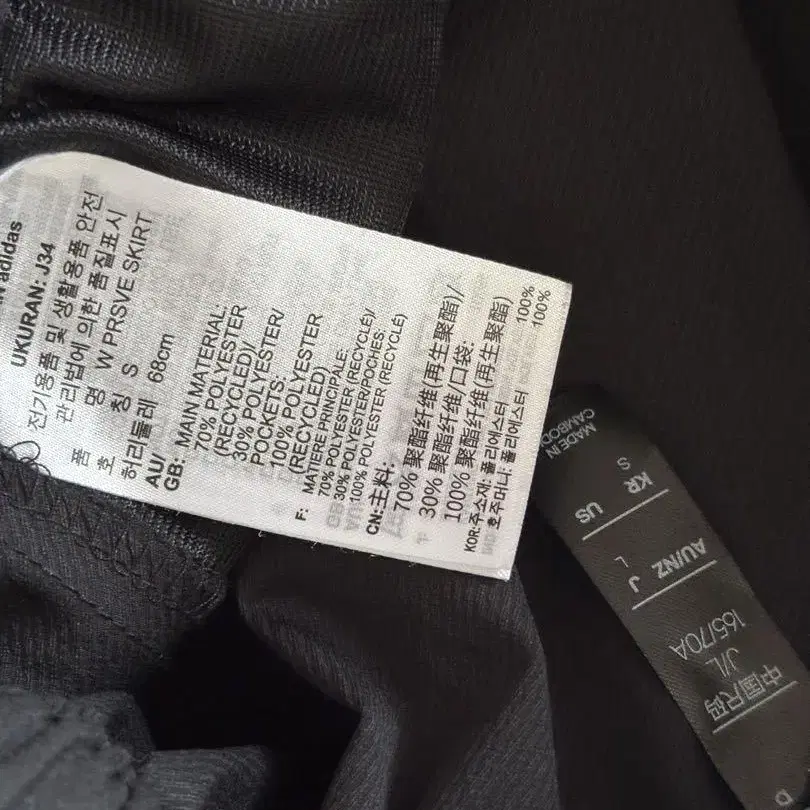 adidas
UKURAN: J34
전기용품 및 생활용품 안전
관리법에 의한 품질표시
품 명 W PRSVE SKIRT
호 칭 S
허리둘레 68cm
AU/
GB: MAIN MATERIAL:
70% POLYESTER
(RECYCLED)/
30% POLYESTER/
POCKETS:
100% POLYESTER
(RECYCLED)
F: MATIERE PRINCIPALE:
70% POLYESTER (RECYCLE)/
30% POLYESTER/POCHES:
100% POLYESTER (RECYCLE)
CN:主料:
70% 聚酯纤维(再生聚酯)/
30% 聚酯纤维/口袋:
100% 聚酯纤维(再生聚酯)
KOR:주소재: 폴리에스터 100%
호주머니: 폴리에스터 100%
MADE IN
CAMBOD
KR S
US
AU/NZ J L
165/70A
J/L
中国尺码
D